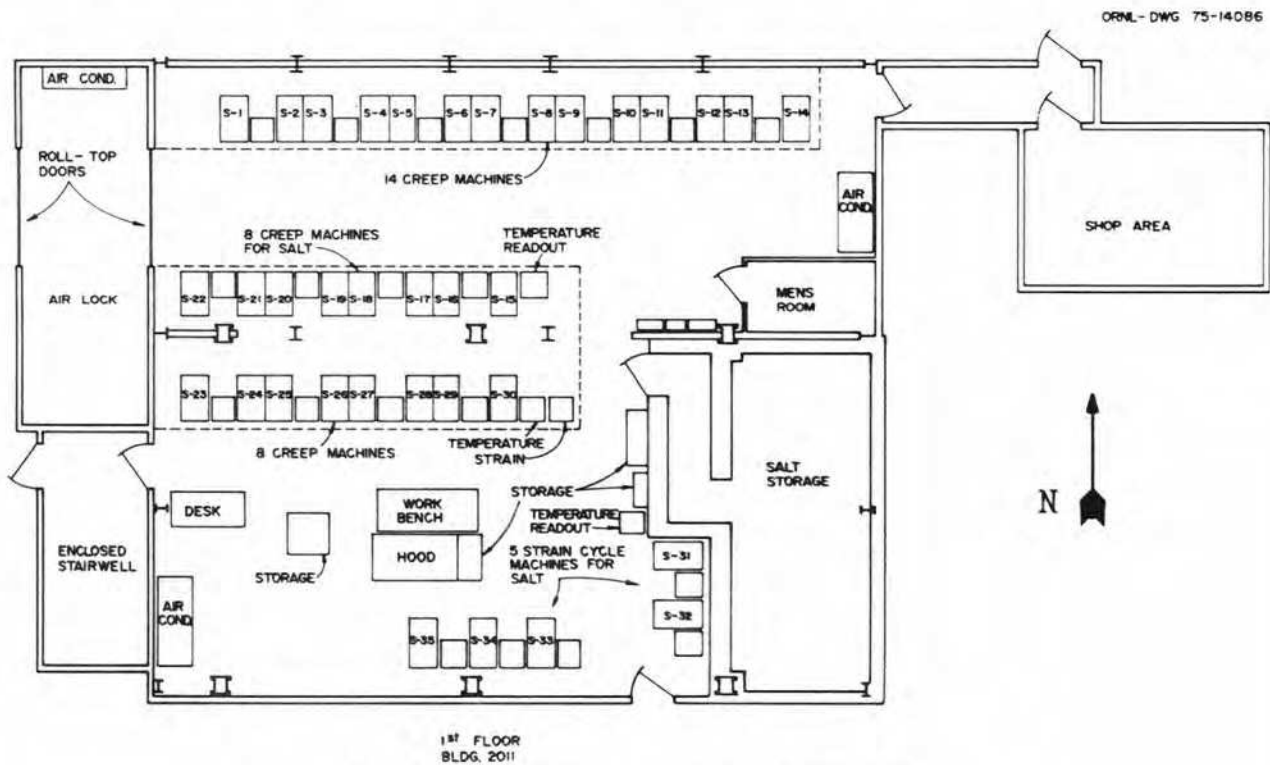 ORNL-DWG 75-14086
AIR COND.
S-1 S-2 S-3 S-4 S-5 S-6 S-7 S-8 S-9 S-10 S-11 S-12 S-13 S-14
ROLL-TOP
DOORS
14 CREEP MACHINES
AIR
COND.
SHOP AREA
8 CREEP MACHINES
FOR SALT
TEMPERATURE
READOUT
AIR LOCK
S-22 S-21 S-20 S-19 S-18 S-17 S-16 S-15
MENS
ROOM
S-23 S-24 S-25 S-26 S-27 S-28 S-29 S-30
8 CREEP MACHINES
TEMPERATURE
STRAIN
SALT
STORAGE
N
DESK
WORK
BENCH
STORAGE
TEMPERATURE
READOUT
ENCLOSED
STAIRWELL
STORAGE
HOOD
5 STRAIN CYCLE
MACHINES FOR
SALT
S-31
S-32
AIR
COND.
S-35 S-34 S-33
1st FLOOR
BLDG. 2011